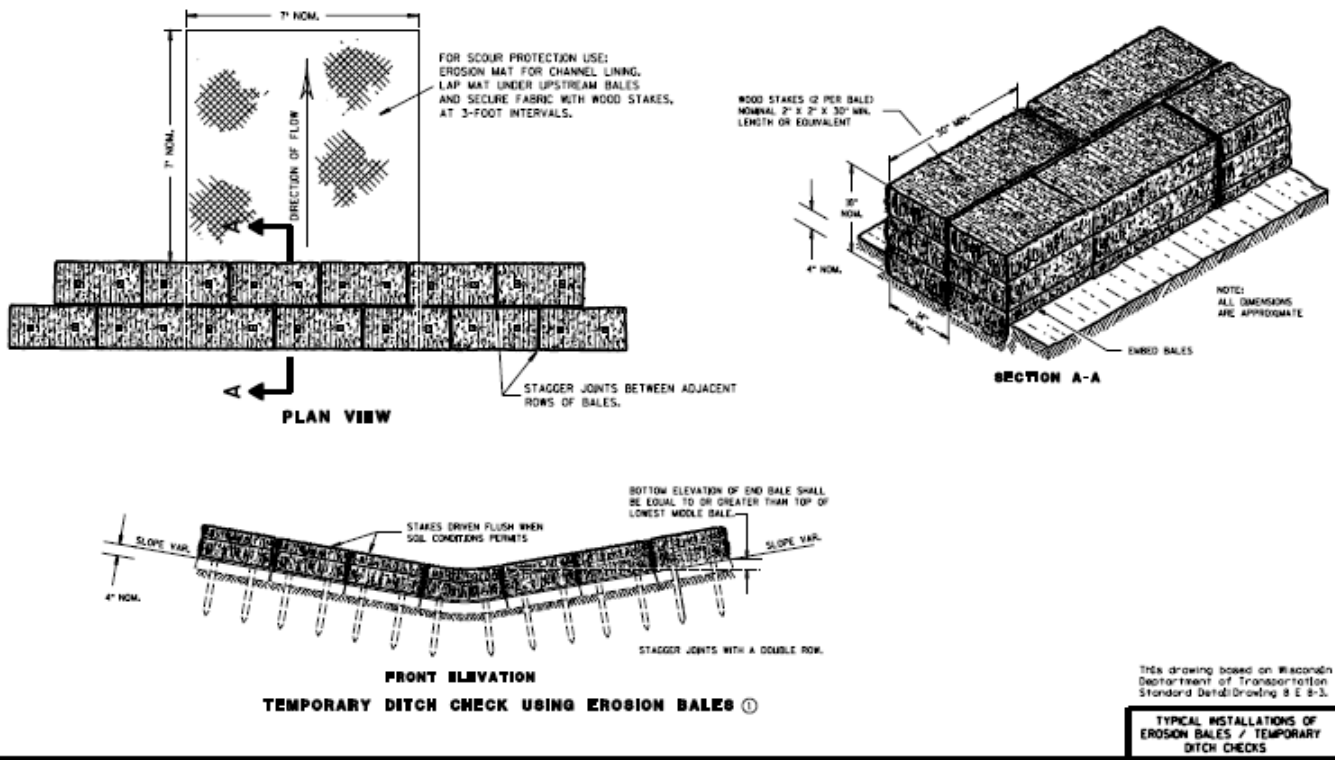 7' NOM.
7' NOM.
DIRECTION OF FLOW
FOR SCOUR PROTECTION USE:
EROSION MAT FOR CHANNEL LINING.
LAP MAT UNDER UPSTREAM BALES
AND SECURE FABRIC WITH WOOD STAKES,
AT 3-FOOT INTERVALS.
A
A
STAGGER JOINTS BETWEEN ADJACENT
ROWS OF BALES.
PLAN VIEW
WOOD STAKES (2 PER BALE)
NOMINAL 2" X 2" X 30" MIN.
LENGTH OR EQUIVALENT
30" MIN.
NOM.
4" NOM.
NOM.
NOTE:
ALL DIMENSIONS
ARE APPROXIMATE
EMBED BALES
SECTION A-A
BOTTOM ELEVATION OF END BALE SHALL
BE EQUAL TO OR GREATER THAN TOP OF
LOWEST MIDDLE BALE.
STAKES DRIVEN FLUSH WHEN
SOIL CONDITIONS PERMITS
SLOPE VAR.
SLOPE VAR.
4" NOM.
STAGGER JOINTS WITH A DOUBLE ROW.
FRONT ELEVATION
TEMPORARY DITCH CHECK USING EROSION BALES ①
This drawing based on Wisconsin
Department of Transportation
Standard Detail Drawing 8 E 8-3.
TYPICAL INSTALLATIONS OF
EROSION BALES / TEMPORARY
DITCH CHECKS